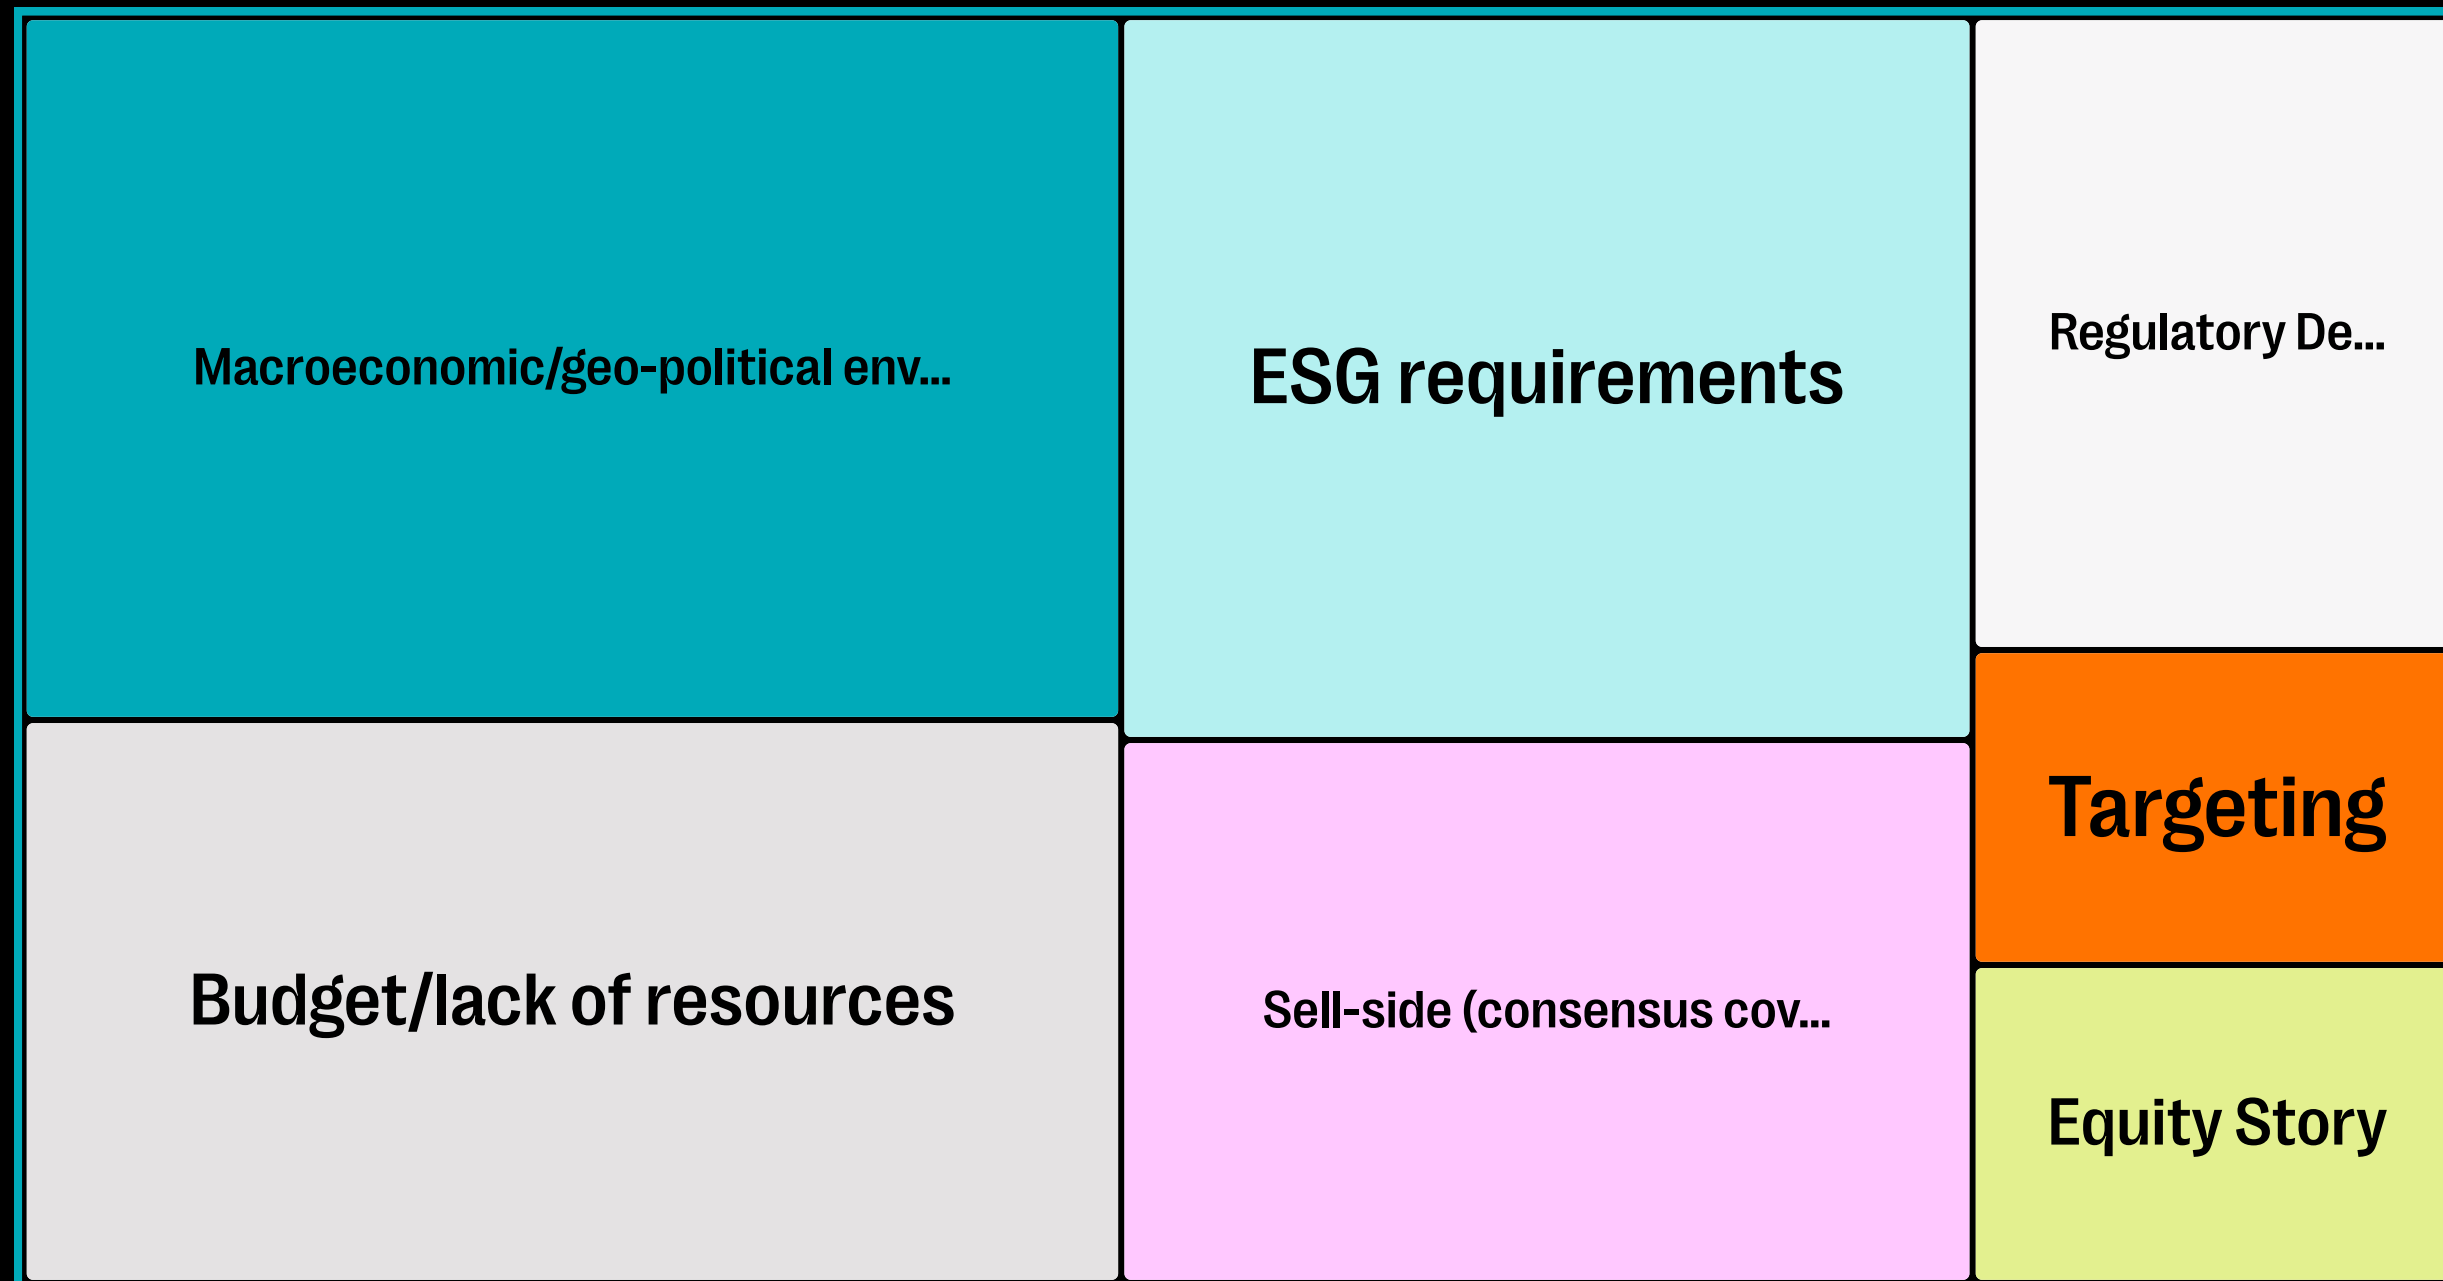 Macroeconomic/geo-political env...
ESG requirements
Regulatory De...
Targeting
Budget/lack of resources
Sell-side (consensus cov...
Equity Story